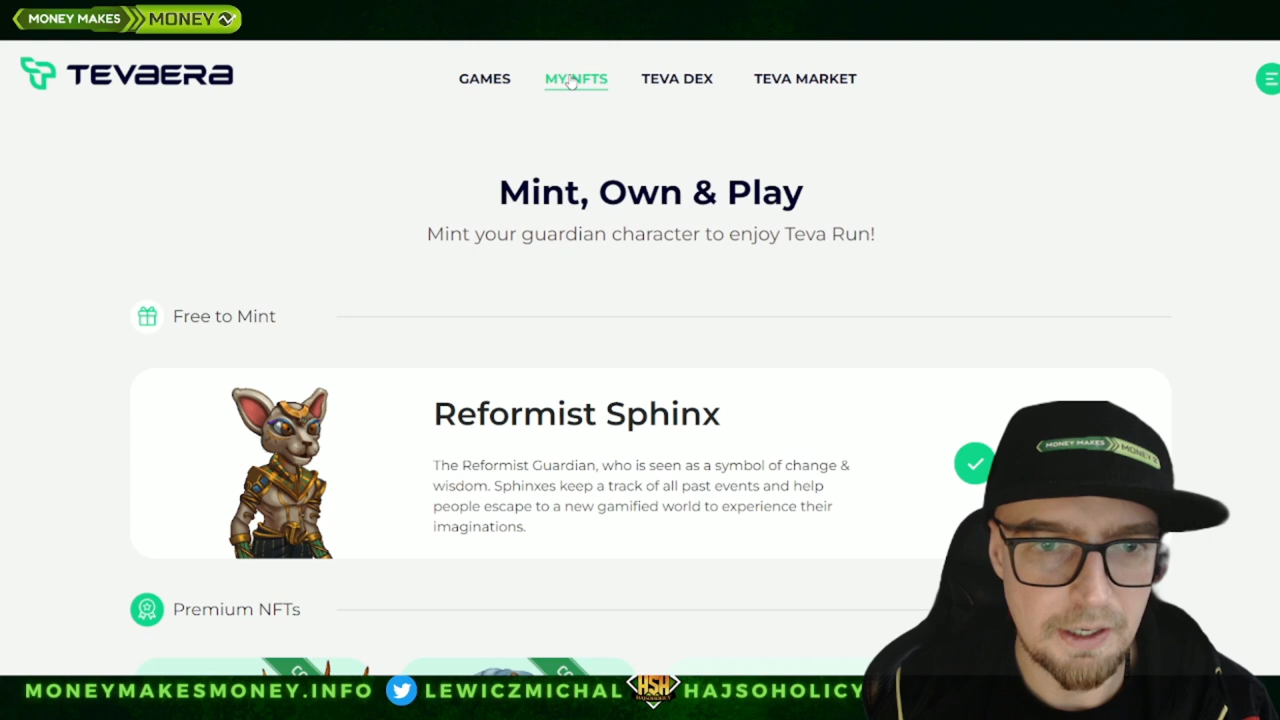 MONEY MAKES MONEY
TEVAERA
GAMES MY NFTS TEVA DEX TEVA MARKET
Mint, Own & Play
Mint your guardian character to enjoy Teva Run!
Free to Mint
Reformist Sphinx
The Reformist Guardian, who is seen as a symbol of change &
wisdom. Sphinxes keep a track of all past events and help
people escape to a new gamified world to experience their
imaginations.
MONEY MAKES
Premium NFTs
MONEYMAKESMONEY.INFO LEWICZMICHAL HSH HAJSOHOLICY